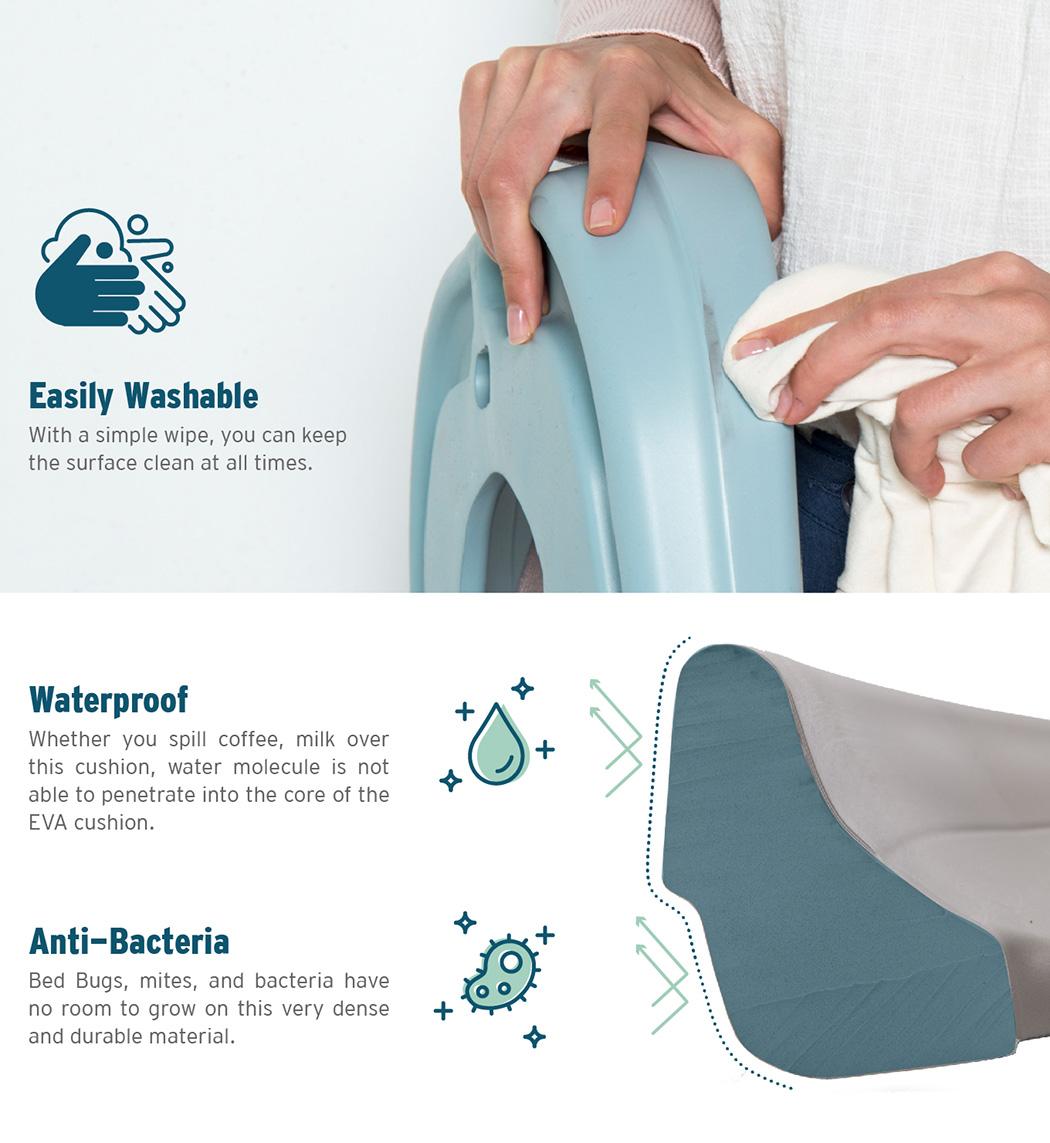 Easily Washable
With a simple wipe, you can keep
the surface clean at all times.
Waterproof
Whether you spill coffee, milk over
this cushion, water molecule is not
able to penetrate into the core of the
EVA cushion.
Anti-Bacteria
Bed Bugs, mites, and bacteria have
no room to grow on this very dense
and durable material.